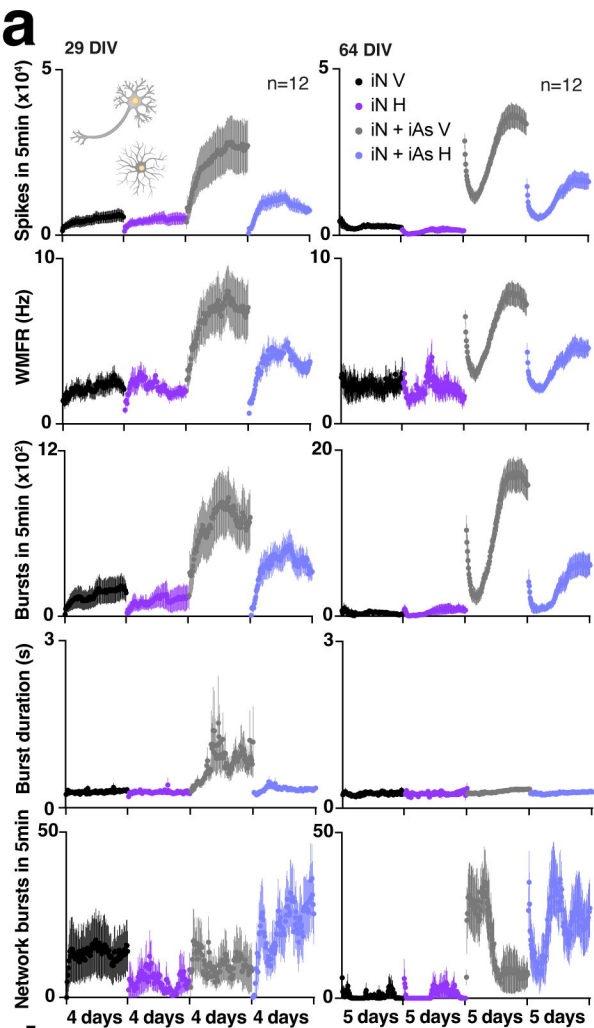 a
29 DIV
64 DIV
Spikes in 5min (x10⁴)
5
0
n=12
5
0
iN V
iN H
iN + iAs V
iN + iAs H
n=12
WMFR (Hz)
10
0
10
0
Bursts in 5min (x10²)
12
0
20
0
Burst duration (s)
3
0
3
0
Network bursts in 5min
50
0
50
0
4 days 4 days 4 days 4 days
5 days 5 days 5 days 5 days